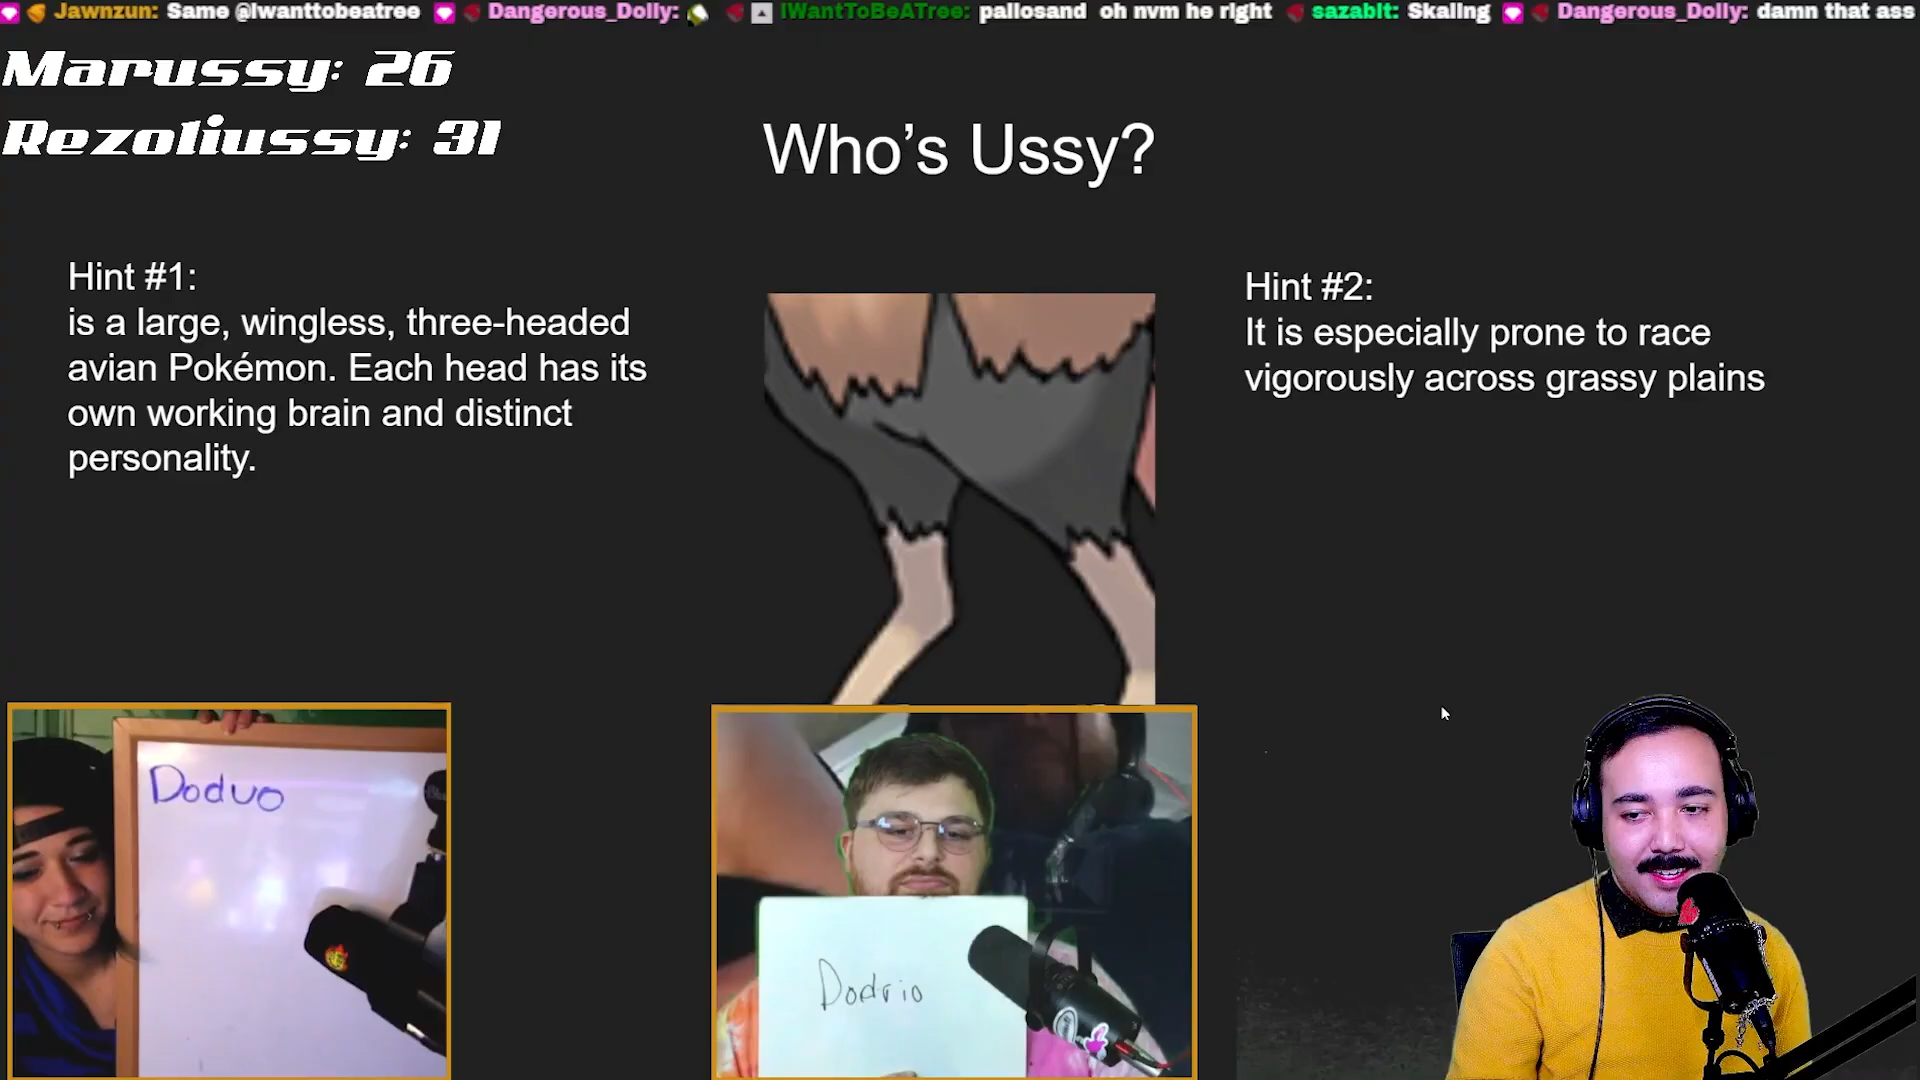 Jawnzun: Same @Iwanttobeatree Dangerous_Dolly: IWantToBeATree: pallosand oh nvm he right sazabit: Skaling Dangerous_Dolly: damn that ass
Marussy: 26
Rezoliussy: 31
Who's Ussy?
Hint #1:
is a large, wingless, three-headed
avian Pokémon. Each head has its
own working brain and distinct
personality.
Hint #2:
It is especially prone to race
vigorously across grassy plains
Doduo
Dodrio